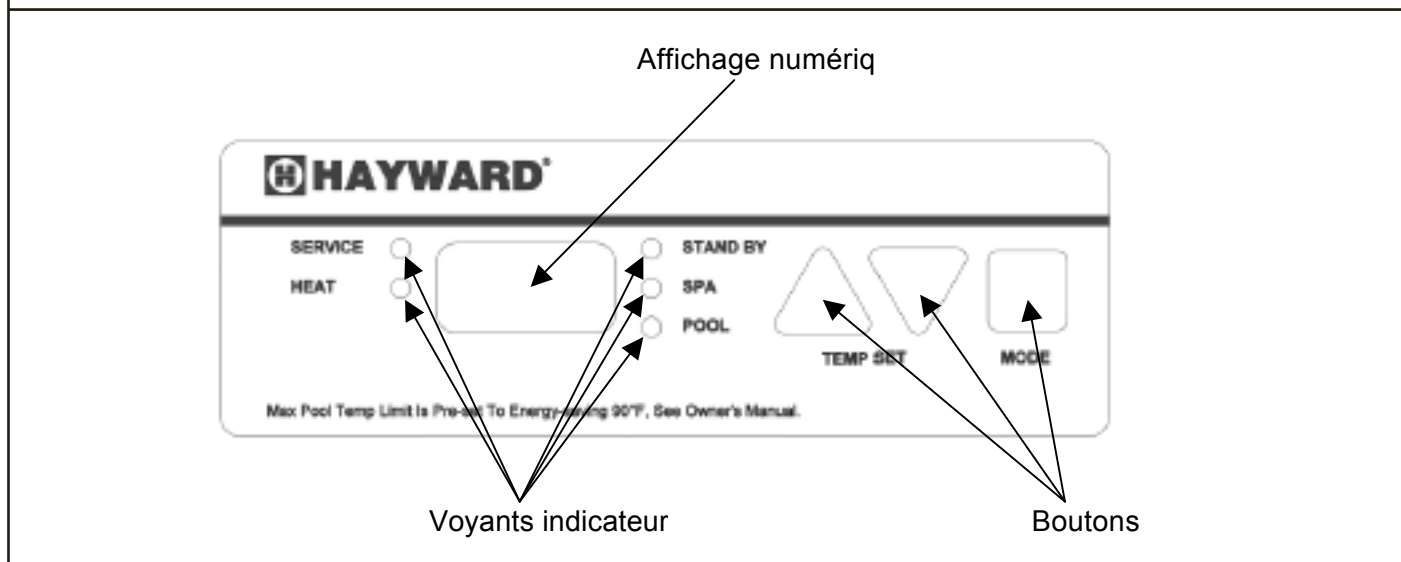 Affichage numériq
HAYWARD®
SERVICE
STAND BY
HEAT
SPA
POOL
TEMP SET
MODE
Max Pool Temp Limit Is Pre-set To Energy-saving 90°F, See Owner's Manual.
Voyants indicateur
Boutons